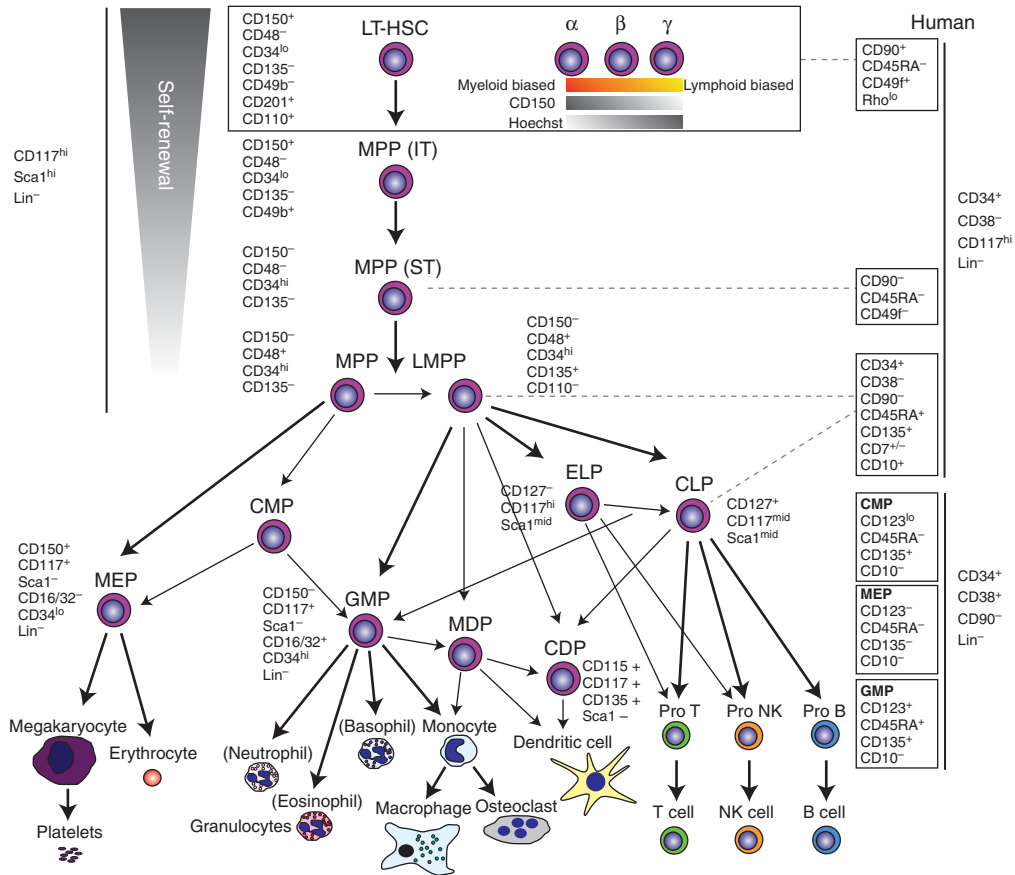 Human
LT-HSC
CD150⁺
CD48⁻
CD34ˡᵒ
CD135⁻
CD49b⁻
CD201⁺
CD110⁺
α β γ
Myeloid biased
Lymphoid biased
CD150
Hoechst
CD90⁺
CD45RA⁻
CD49f⁺
Rhoˡᵒ
Self-renewal
CD117ʰⁱ
Sca1ʰⁱ
Lin⁻
MPP (IT)
CD150⁺
CD48⁻
CD34ˡᵒ
CD135⁻
CD49b⁺
MPP (ST)
CD150⁻
CD48⁻
CD34ʰⁱ
CD135⁻
CD34⁺
CD38⁻
CD117ʰⁱ
Lin⁻
CD90⁻
CD45RA⁻
CD49f⁻
CD150⁻
CD48⁺
CD34ʰⁱ
CD135⁻
MPP
LMPP
CD150⁻
CD48⁺
CD34ʰⁱ
CD135⁺
CD110⁻
CD34⁺
CD38⁻
CD90⁻
CD45RA⁺
CD135⁺
CD7⁺/⁻
CD10⁺
CMP
ELP
CD127⁻
CD117ʰⁱ
Sca1ᵐⁱᵈ
CLP
CD127⁺
CD117ᵐⁱᵈ
Sca1ᵐⁱᵈ
CMP
CD123ˡᵒ
CD45RA⁻
CD135⁺
CD10⁻
MEP
CD123⁻
CD45RA⁻
CD135⁻
CD10⁻
GMP
CD123⁺
CD45RA⁺
CD135⁺
CD10⁻
CD34⁺
CD38⁺
CD90⁻
Lin⁻
CD150⁺
CD117⁺
Sca1⁻
CD16/32⁻
CD34ˡᵒ
Lin⁻
MEP
CD150⁻
CD117⁺
Sca1⁻
CD16/32⁺
CD34ʰⁱ
Lin⁻
GMP
MDP
CDP
CD115 +
CD117 +
CD135 +
Sca1 −
Megakaryocyte
Erythrocyte
Platelets
(Neutrophil)
(Eosinophil)
Granulocytes
(Basophil)
Monocyte
Macrophage
Osteoclast
Dendritic cell
Pro T
Pro NK
Pro B
T cell
NK cell
B cell